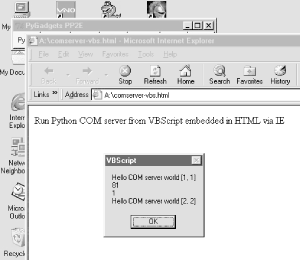 My
PyGadgets PP2E
Py
A:\comserver-vbs.html - Microsoft Internet Explorer
File Edit View Favorites Tools Help
My Docum
Back Forward Stop Refresh Home Search Favorites History
Links » Address A:\comserver-vbs.html
Run Python COM server from VBScript embedded in HTML via IE
Intern
Explo
VBScript
Hello COM server world [1, 1]
81
1
Hello COM server world [2, 2]
OK
Netwo
Neighbo
Micros
Outlo
Recycl